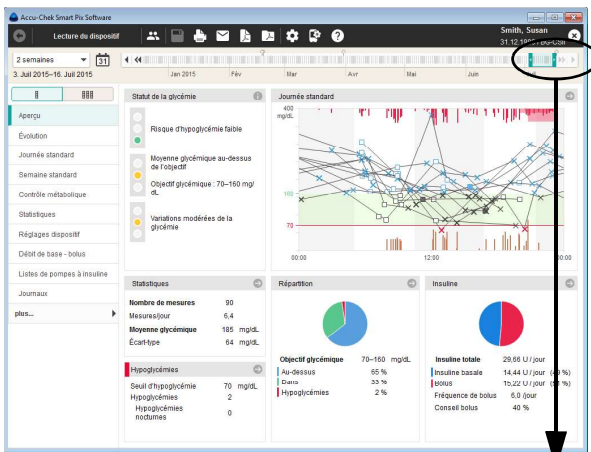 Accu-Chek Smart Pix Software
Lecture du dispositif
Smith, Susan
2 semaines
31
3. Juil 2015–16. Juil 2015
Jan 2015 Fév Mar Avr Mai Juin
Aperçu
Évolution
Journée standard
Semaine standard
Contrôle métabolique
Statistiques
Réglages dispositif
Débit de base - bolus
Listes de pompes à insuline
Journaux
plus...
Statut de la glycémie
Risque d'hypoglycémie faible
Moyenne glycémique au-dessus
de l'objectif
Objectif glycémique : 70–160 mg/
dL
Variations modérées de la
glycémie
Journée standard
400
mg/dL
160
70
00:00 12:00 00:00
Statistiques
Nombre de mesures 90
Mesures/jour 6,4
Moyenne glycémique 185 mg/dL
Écart-type 64 mg/dL
Hypoglycémies
Seuil d'hypoglycémie 70 mg/dL
Hypoglycémies 2
Hypoglycémies
nocturnes 0
Répartition
Objectif glycémique 70–160 mg/dL
Au-dessus 65 %
Dans 33 %
Hypoglycémies 2 %
Insuline
Insuline totale 29,66 U / jour
Insuline basale 14,44 U / jour (49 %)
Bolus 15,22 U / jour (51 %)
Fréquence de bolus 6,0 /jour
Conseil bolus 40 %